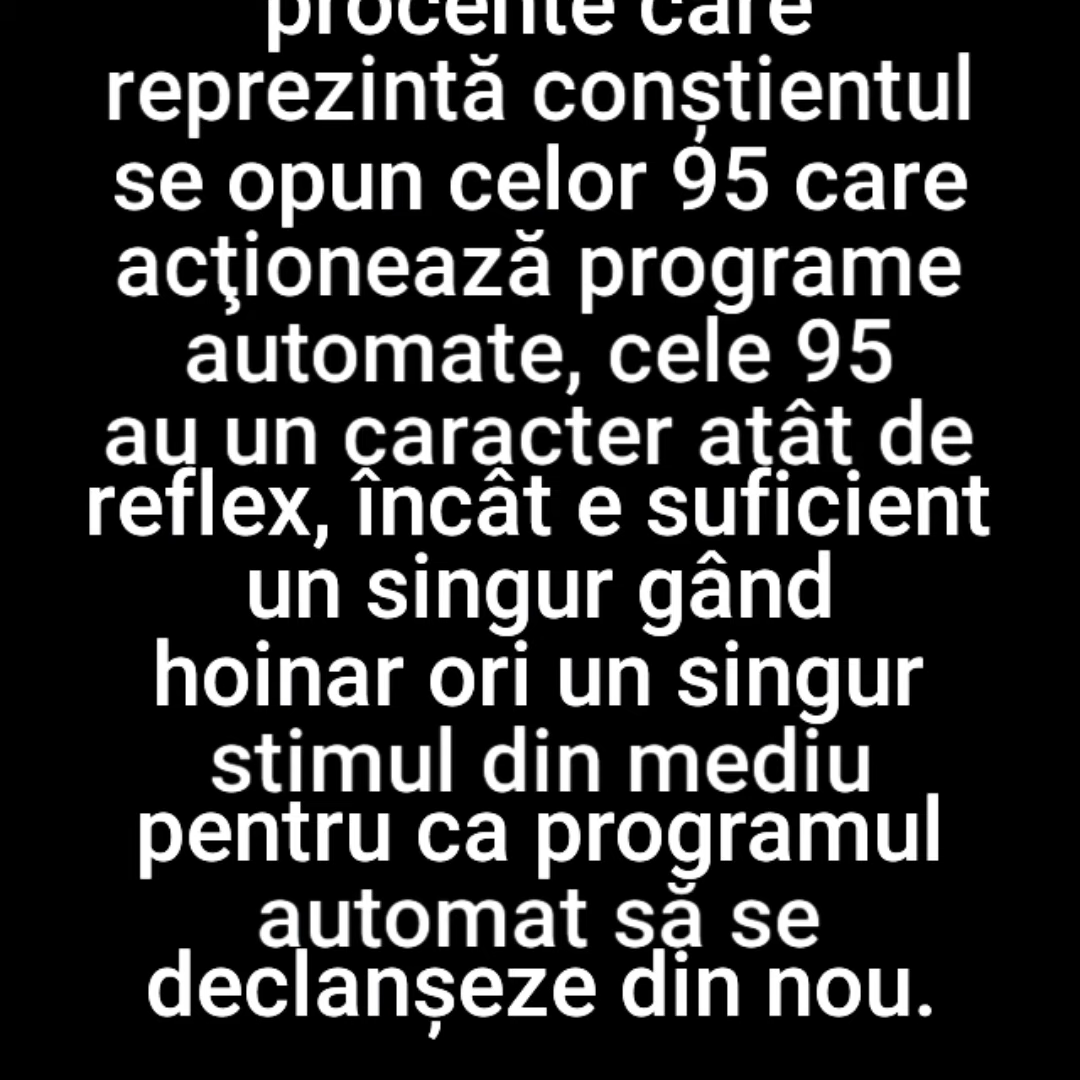 procente care
reprezintă conștientul
se opun celor 95 care
acţionează programe
automate, cele 95
au un caracter atât de
reflex, încât e suficient
un singur gând
hoinar ori un singur
stimul din mediu
pentru ca programul
automat să se
declanșeze din nou.